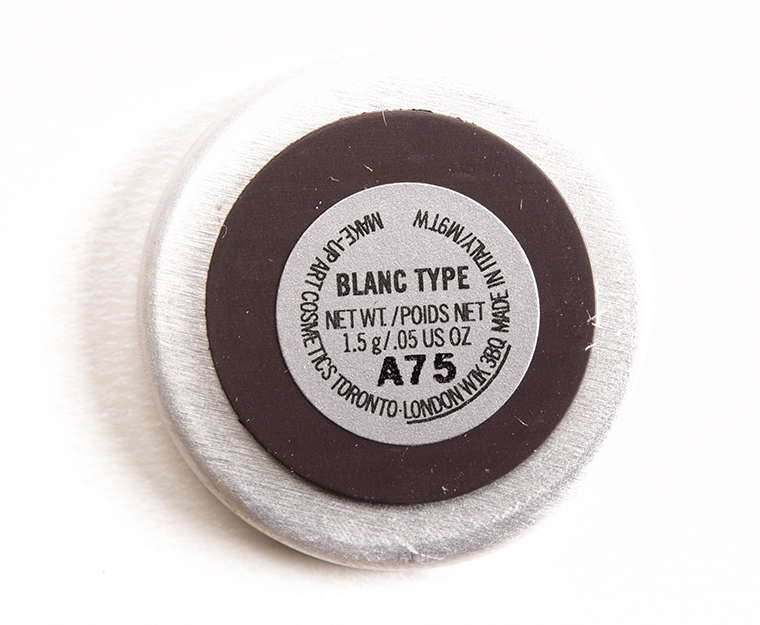 BLANC TYPE
NET WT./POIDS NET
1.5 g/.05 US OZ
A75
MAKE-UP ART COSMETICS TORONTO·LONDON W1K 3BQ MADE IN ITALY/M9TW